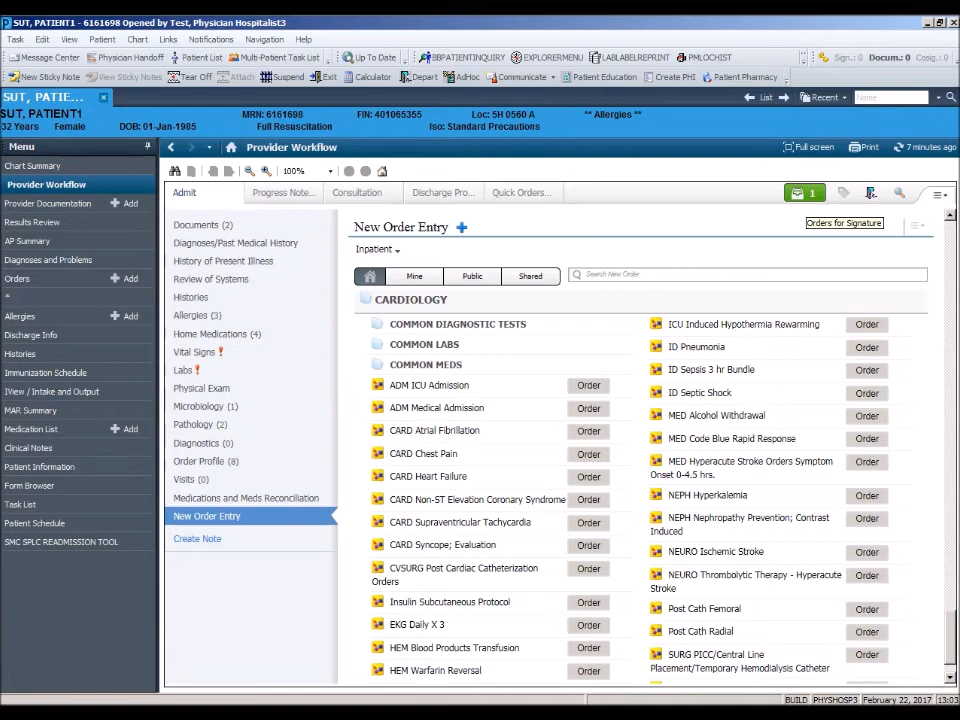 SUT, PATIENT1 - 6161698 Opened by Test, Physician Hospitalist3
Task Edit View Patient Chart Links Notifications Navigation Help
Message Center Physician Handoff Patient List Multi-Patient Task List Up To Date BBPATIENTINQUIRY EXPLORERMENU LABLABELREPRINT PMLOCHIST Sign.: 0 Docum.: 0 Cosig.: 0
New Sticky Note View Sticky Notes Tear Off Attach Suspend Exit Calculator Depart AdHoc Communicate Patient Education Create PHI Patient Pharmacy
SUT, PATIE... List Recent Name
SUT, PATIENT1 MRN: 6161698 FIN: 401065355 Loc: 5H 0560 A ** Allergies **
32 Years Female DOB: 01-Jan-1985 Full Resuscitation Iso: Standard Precautions
Menu
Chart Summary
Provider Workflow
Provider Documentation Add
Results Review
AP Summary
Diagnoses and Problems
Orders Add
*
Allergies Add
Discharge Info
Histories
Immunization Schedule
IView / Intake and Output
MAR Summary
Medication List Add
Clinical Notes
Patient Information
Form Browser
Task List
Patient Schedule
SMC SPLC READMISSION TOOL
Provider Workflow Full screen Print 7 minutes ago
100%
Admit Progress Note... Consultation Discharge Pro... Quick Orders... 1
Orders for Signature
Documents (2)
Diagnoses/Past Medical History
History of Present Illness
Review of Systems
Histories
Allergies (3)
Home Medications (4)
Vital Signs !
Labs !
Physical Exam
Microbiology (1)
Pathology (2)
Diagnostics (0)
Order Profile (8)
Visits (0)
Medications and Meds Reconciliation
New Order Entry
Create Note
New Order Entry
Inpatient
Mine Public Shared Search New Order
CARDIOLOGY
COMMON DIAGNOSTIC TESTS
COMMON LABS
COMMON MEDS
ADM ICU Admission Order
ADM Medical Admission Order
CARD Atrial Fibrillation Order
CARD Chest Pain Order
CARD Heart Failure Order
CARD Non-ST Elevation Coronary Syndrome Order
CARD Supraventricular Tachycardia Order
CARD Syncope; Evaluation Order
CVSURG Post Cardiac Catheterization Order
Orders
Insulin Subcutaneous Protocol Order
EKG Daily X 3 Order
HEM Blood Products Transfusion Order
HEM Warfarin Reversal Order
ICU Induced Hypothermia Rewarming Order
ID Pneumonia Order
ID Sepsis 3 hr Bundle Order
ID Septic Shock Order
MED Alcohol Withdrawal Order
MED Code Blue Rapid Response Order
MED Hyperacute Stroke Orders Symptom Order
Onset 0-4.5 hrs.
NEPH Hyperkalemia Order
NEPH Nephropathy Prevention; Contrast Order
Induced
NEURO Ischemic Stroke Order
NEURO Thrombolytic Therapy - Hyperacute Order
Stroke
Post Cath Femoral Order
Post Cath Radial Order
SURG PICC/Central Line Order
Placement/Temporary Hemodialysis Catheter
BUILD PHYSHOSP3 February 22, 2017 13:03